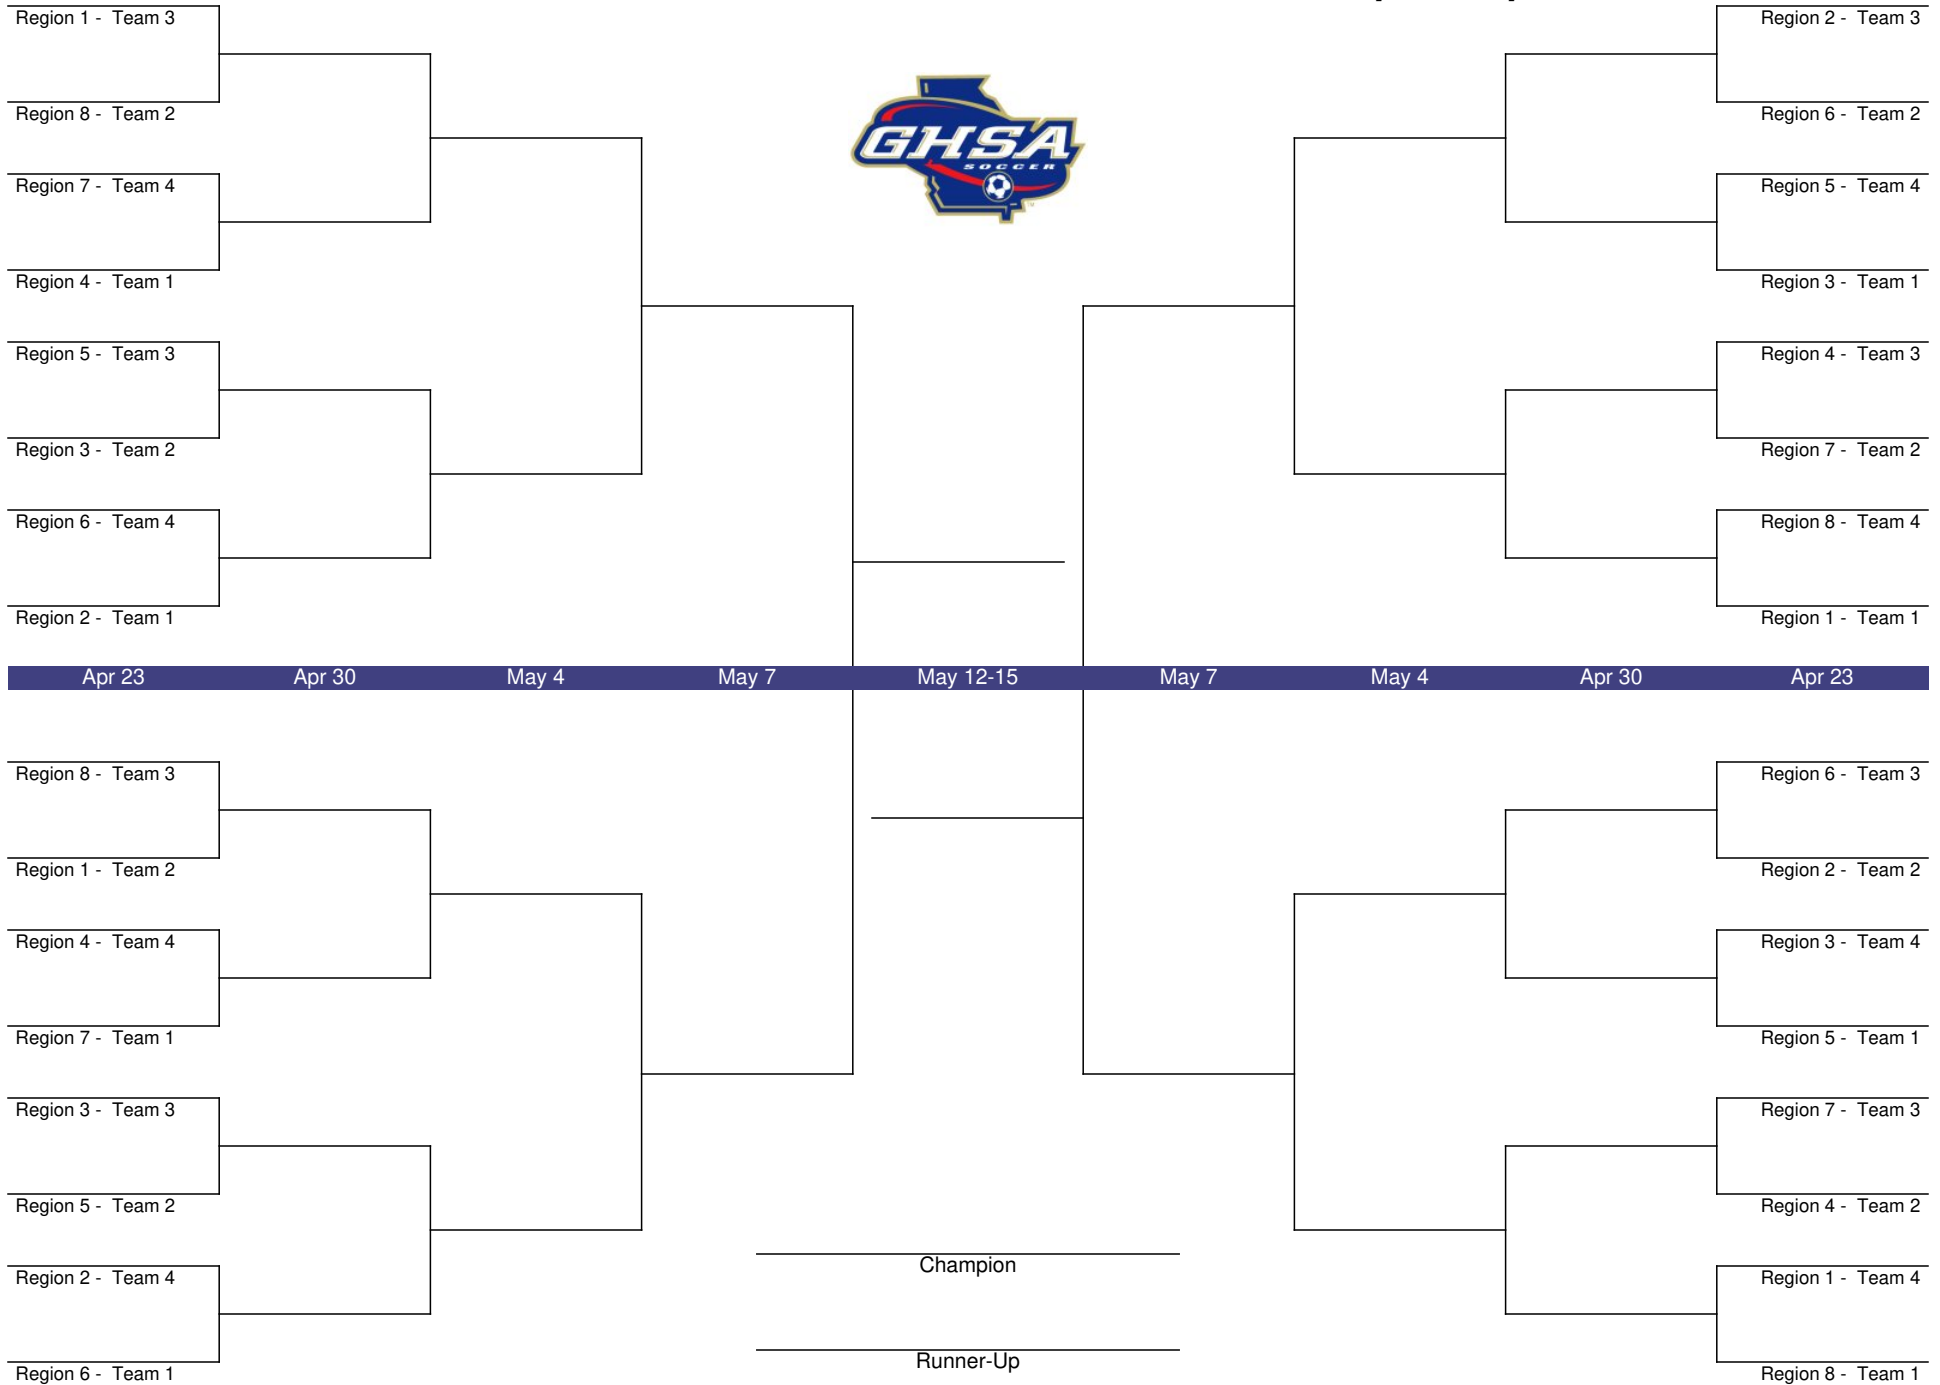 Region 1 - Team 3
Region 8 - Team 2
Region 7 - Team 4
Region 4 - Team 1
Region 5 - Team 3
Region 3 - Team 2
Region 6 - Team 4
Region 2 - Team 1
GHSA
SOCCER
Region 2 - Team 3
Region 6 - Team 2
Region 5 - Team 4
Region 3 - Team 1
Region 4 - Team 3
Region 7 - Team 2
Region 8 - Team 4
Region 1 - Team 1
Apr 23 Apr 30 May 4 May 7 May 12-15 May 7 May 4 Apr 30 Apr 23
Region 8 - Team 3
Region 1 - Team 2
Region 4 - Team 4
Region 7 - Team 1
Region 3 - Team 3
Region 5 - Team 2
Region 2 - Team 4
Region 6 - Team 1
Champion
Runner-Up
Region 6 - Team 3
Region 2 - Team 2
Region 3 - Team 4
Region 5 - Team 1
Region 7 - Team 3
Region 4 - Team 2
Region 1 - Team 4
Region 8 - Team 1